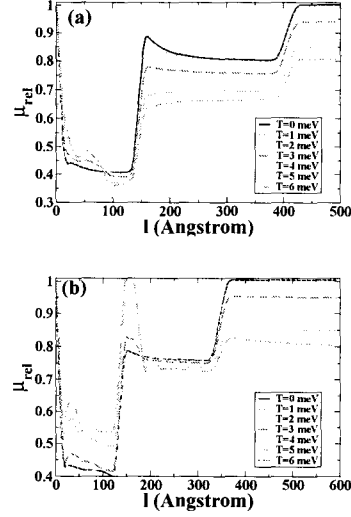 (a)
1
0.9
0.8
0.7
0.6
0.5
0.4
0.3
μrel
T=0 meV
T=1 meV
T=2 meV
T=3 meV
T=4 meV
T=5 meV
T=6 meV
0 100 200 300 400 500 600
l (Angstrom)
(b)
1
0.9
0.8
0.7
0.6
0.5
0.4
μrel
T=0 meV
T=1 meV
T=2 meV
T=3 meV
T=4 meV
T=5 meV
T=6 meV
0 100 200 300 400 500 600
l (Angstrom)